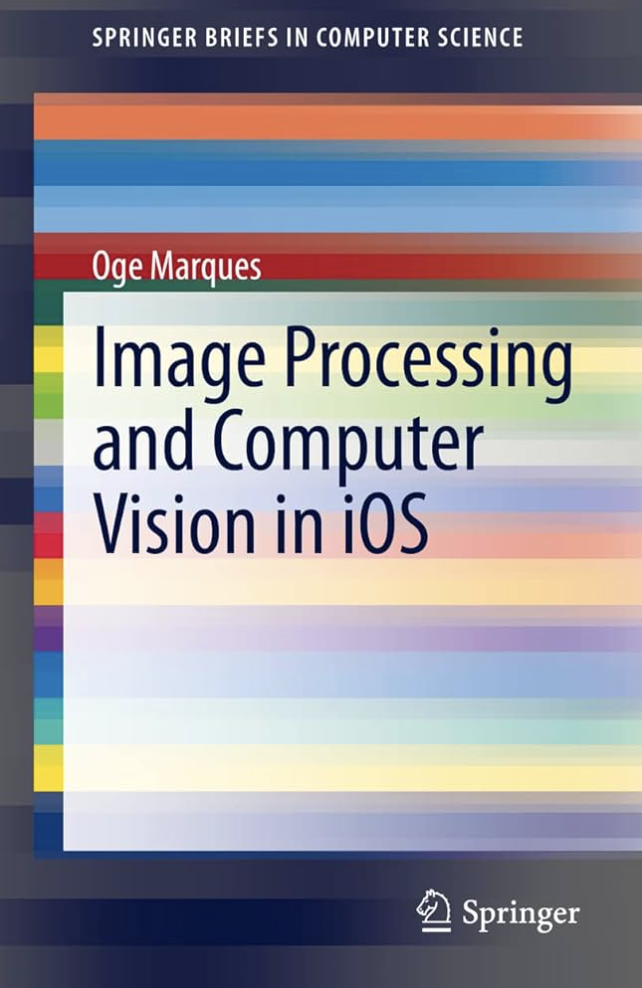 SPRINGER BRIEFS IN COMPUTER SCIENCE
Oge Marques
Image Processing
and Computer
Vision in iOS
Springer